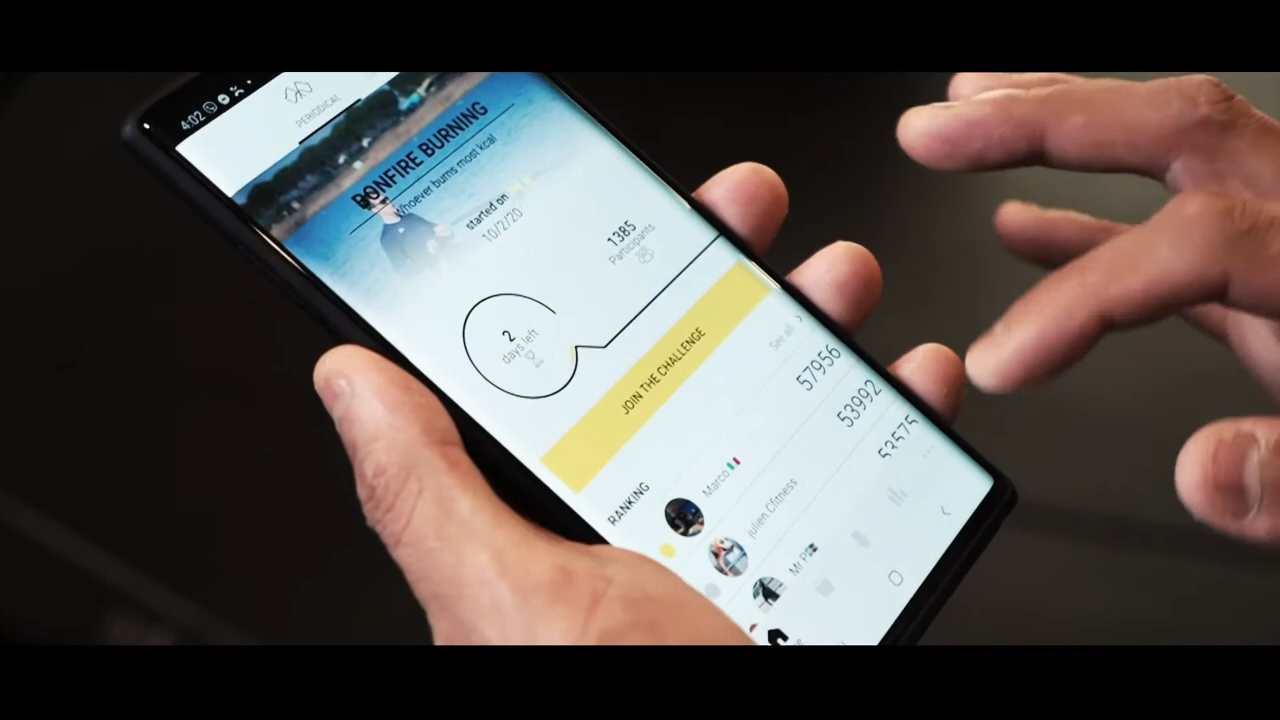 4:02
PERIODICAL
BONFIRE BURNING
Whoever burns most kcal
started on
10/2/20
1385
Participants
2
days left
JOIN THE CHALLENGE
See all
RANKING
Marco
57956
julien.Cfitness
53992
53575